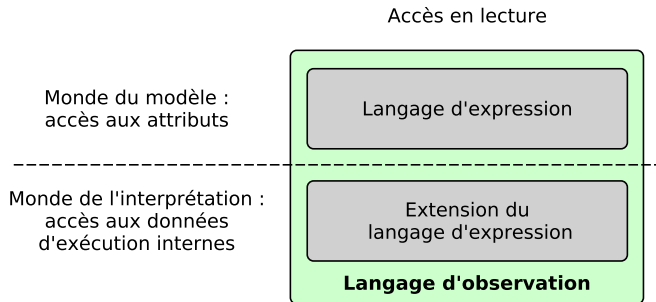 Accès en lecture
Monde du modèle :
accès aux attributs
Langage d'expression
Monde de l'interprétation :
accès aux données
d'exécution internes
Extension du
langage d'expression
Langage d'observation